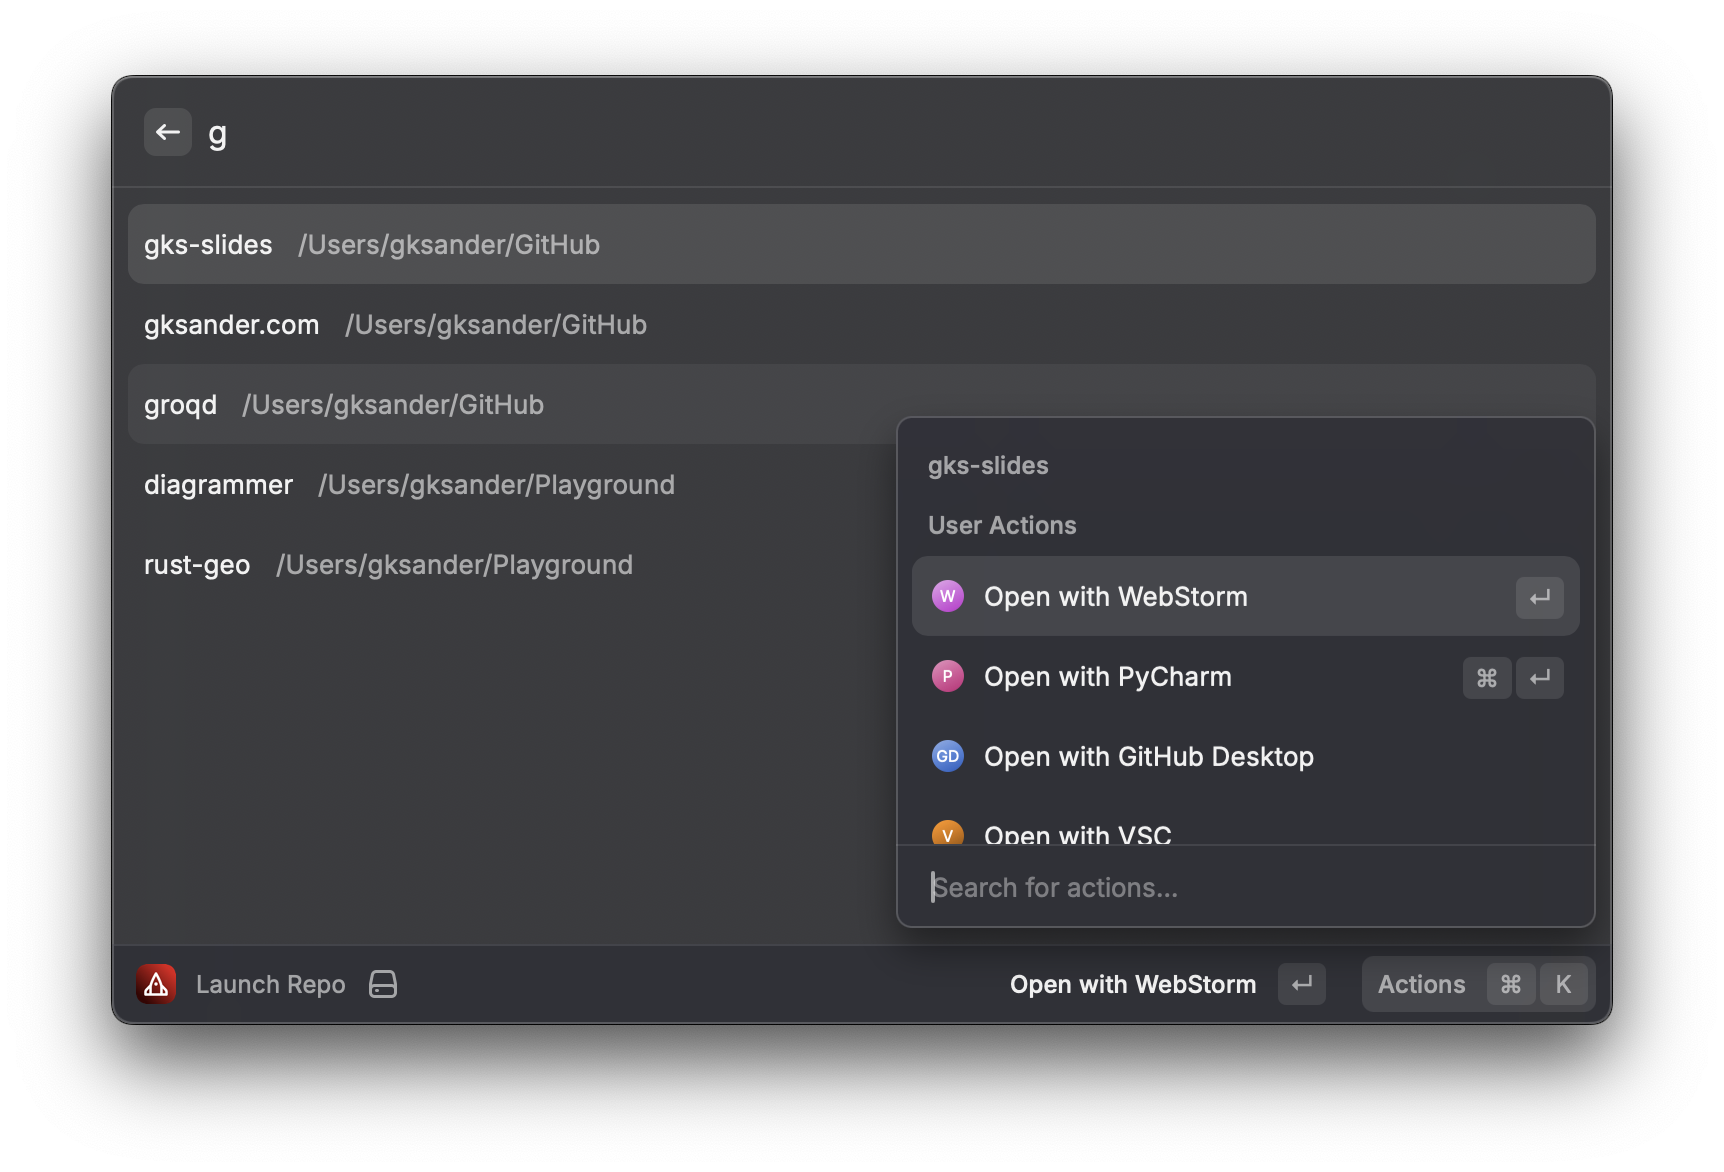 g
gks-slides /Users/gksander/GitHub
gksander.com /Users/gksander/GitHub
groqd /Users/gksander/GitHub
diagrammer /Users/gksander/Playground
rust-geo /Users/gksander/Playground
gks-slides
User Actions
W Open with WebStorm
P Open with PyCharm ⌘
GD Open with GitHub Desktop
V Open with VSC
Search for actions...
Launch Repo Open with WebStorm Actions ⌘ K